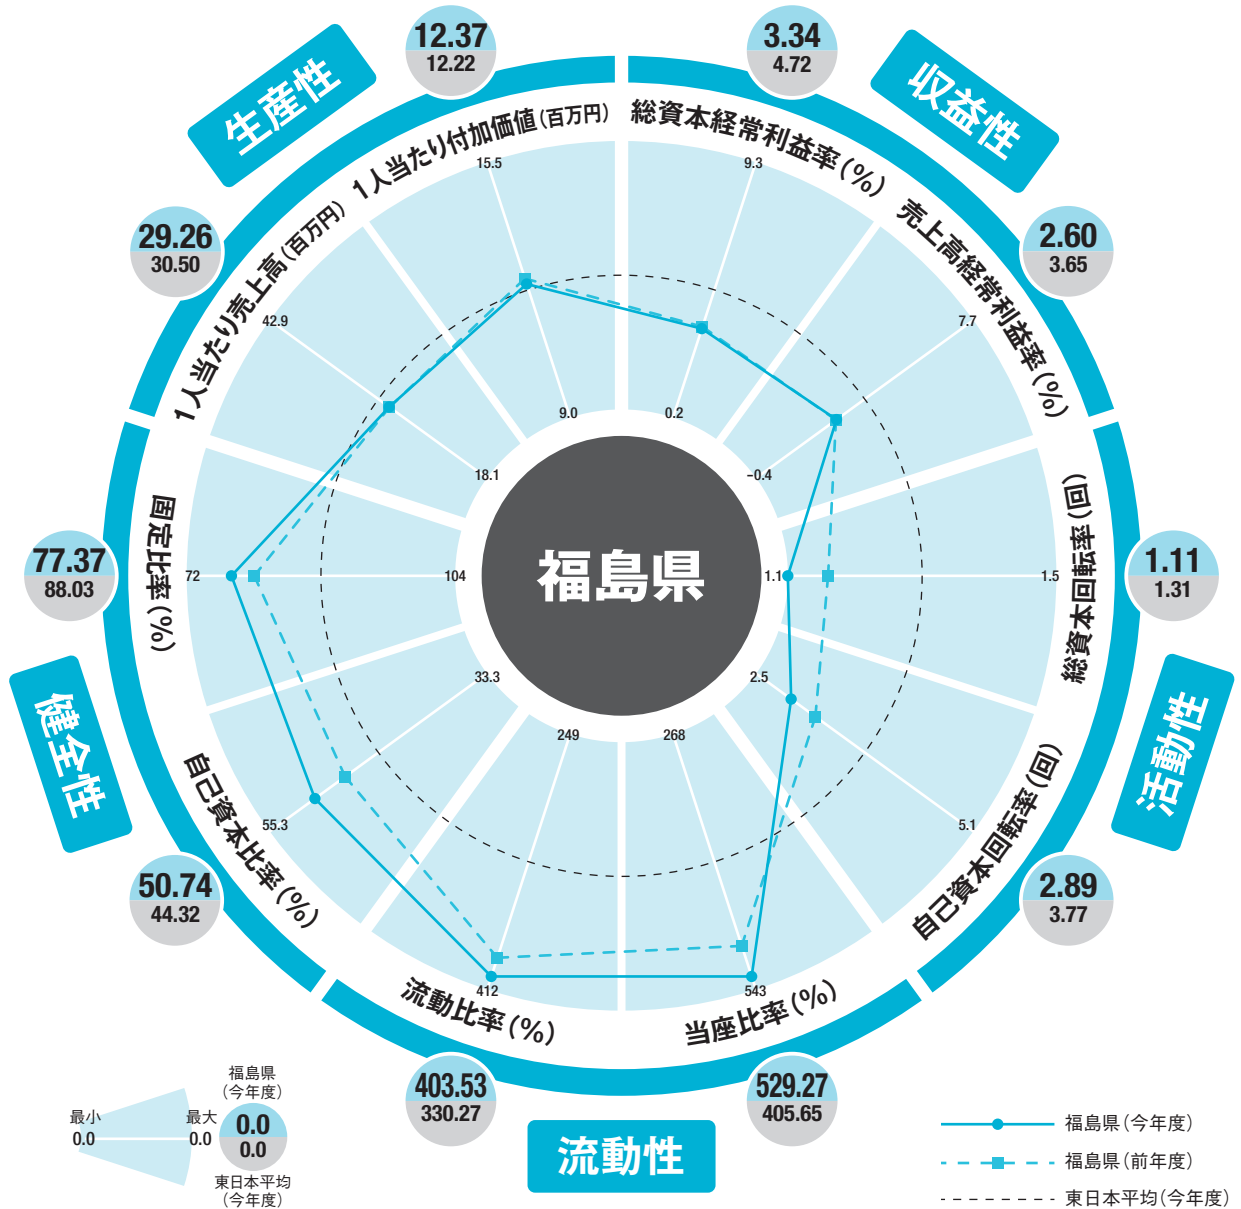 収益性
3.34
4.72
総資本経常利益率(%)
9.3
0.2
2.60
3.65
売上高経常利益率(%)
7.7
−0.4
活動性
1.11
1.31
総資本回転率(回)
1.5
1.1
2.89
3.77
自己資本回転率(回)
5.1
2.5
流動性
529.27
405.65
当座比率(%)
543
268
403.53
330.27
流動比率(%)
412
249
健全性
50.74
44.32
自己資本比率(%)
55.3
33.3
77.37
88.03
固定比率(%)
72
104
生産性
29.26
30.50
1人当たり売上高(百万円)
42.9
18.1
12.37
12.22
1人当たり付加価値(百万円)
15.5
9.0
福島県
福島県
(今年度)
最小
0.0
最大
0.0
0.0
0.0
東日本平均
(今年度)
福島県(今年度)
福島県(前年度)
東日本平均(今年度)